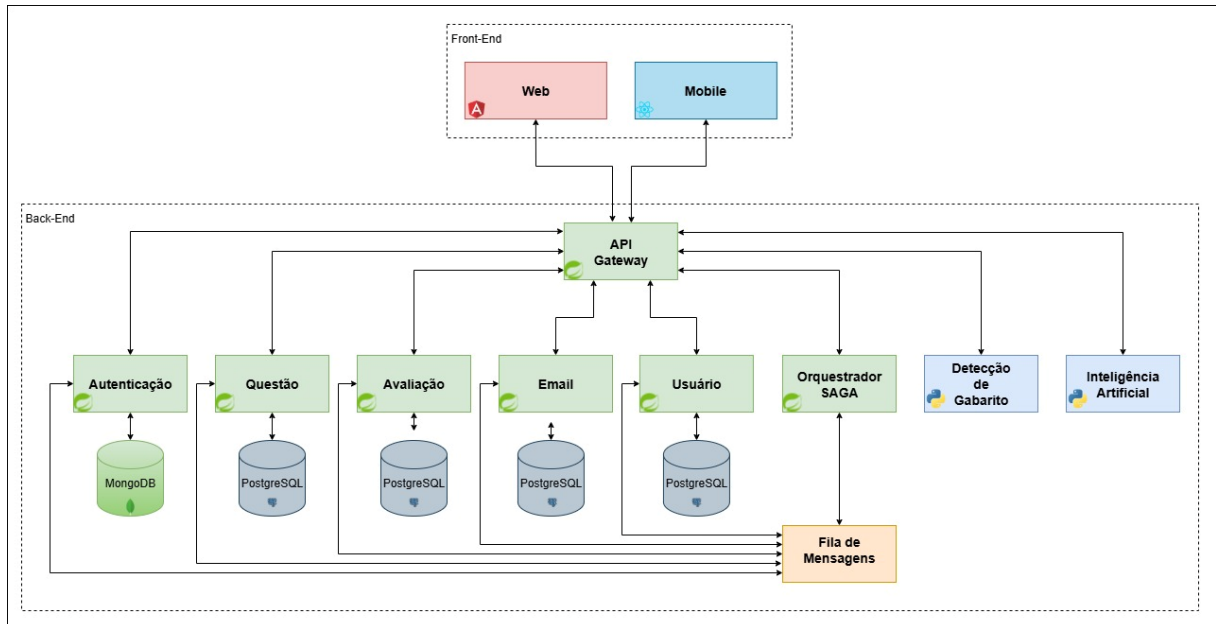 Front-End
Web
Mobile
Back-End
API
Gateway
Autenticação
Questão
Avaliação
Email
Usuário
Orquestrador
SAGA
Detecção
de
Gabarito
Inteligência
Artificial
MongoDB
PostgreSQL
PostgreSQL
PostgreSQL
PostgreSQL
Fila de
Mensagens